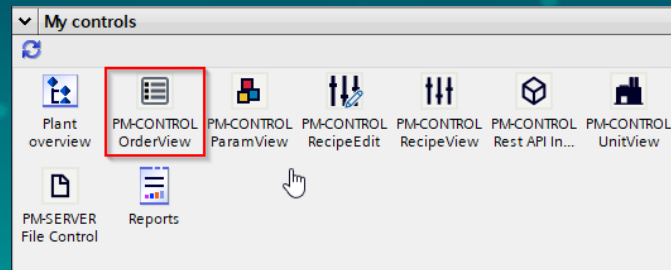 My controls
Plant overview
PM-CONTROL OrderView
PM-CONTROL ParamView
PM-CONTROL RecipeEdit
PM-CONTROL RecipeView
PM-CONTROL Rest API In...
PM-CONTROL UnitView
PM-SERVER File Control
Reports